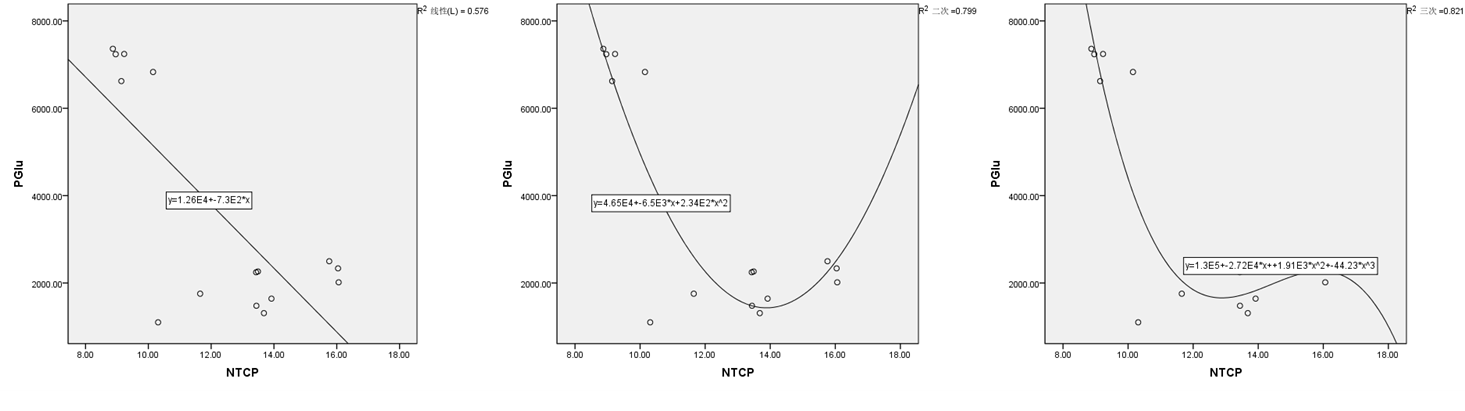 R² 线性(L) = 0.576
8000.00
6000.00
4000.00
2000.00
PGlu
y=1.26E4+-7.3E2*x
8.00 10.00 12.00 14.00 16.00 18.00
NTCP
R² 二次 =0.799
8000.00
6000.00
4000.00
2000.00
PGlu
y=4.65E4+-6.5E3*x+2.34E2*x^2
8.00 10.00 12.00 14.00 16.00 18.00
NTCP
R² 三次 =0.821
8000.00
6000.00
4000.00
2000.00
PGlu
y=1.3E5+-2.72E4*x++1.91E3*x^2+-44.23*x^3
8.00 10.00 12.00 14.00 16.00 18.00
NTCP